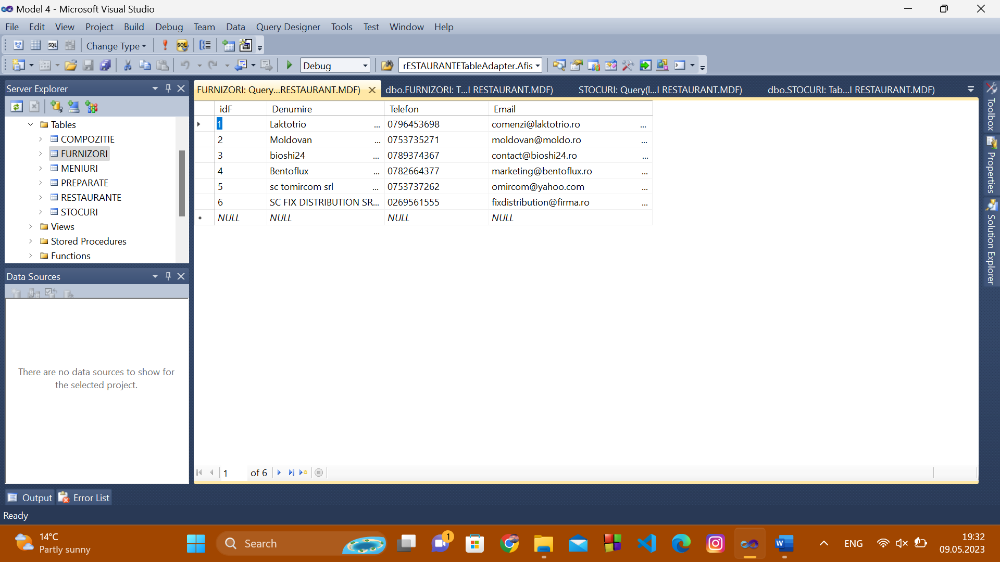 Model 4 - Microsoft Visual Studio
File Edit View Project Build Debug Team Data Query Designer Tools Test Window Help
SQL Change Type SQL
Debug rESTAURANTETableAdapter.Afis
Server Explorer
Tables
COMPOZITIE
FURNIZORI
MENIURI
PREPARATE
RESTAURANTE
STOCURI
Views
Stored Procedures
Functions
Data Sources
There are no data sources to show for
the selected project.
FURNIZORI: Query...RESTAURANT.MDF) dbo.FURNIZORI: T...I RESTAURANT.MDF) STOCURI: Query(l...I RESTAURANT.MDF) dbo.STOCURI: Tab...I RESTAURANT.MDF)
idF Denumire Telefon Email
1 Laktotrio ... 0796453698 comenzi@laktotrio.ro ...
2 Moldovan ... 0753735271 moldovan@moldo.ro ...
3 bioshi24 ... 0789374367 contact@bioshi24.ro ...
4 Bentoflux ... 0782664377 marketing@bentoflux.ro ...
5 sc tomircom srl ... 0753737262 omircom@yahoo.com ...
6 SC FIX DISTRIBUTION SR... 0269561555 fixdistribution@firma.ro ...
NULL NULL NULL NULL
1 of 6
Toolbox
Properties
Solution Explorer
Output Error List
Ready
14°C
Partly sunny
Search
1
W
ENG
19:32
09.05.2023